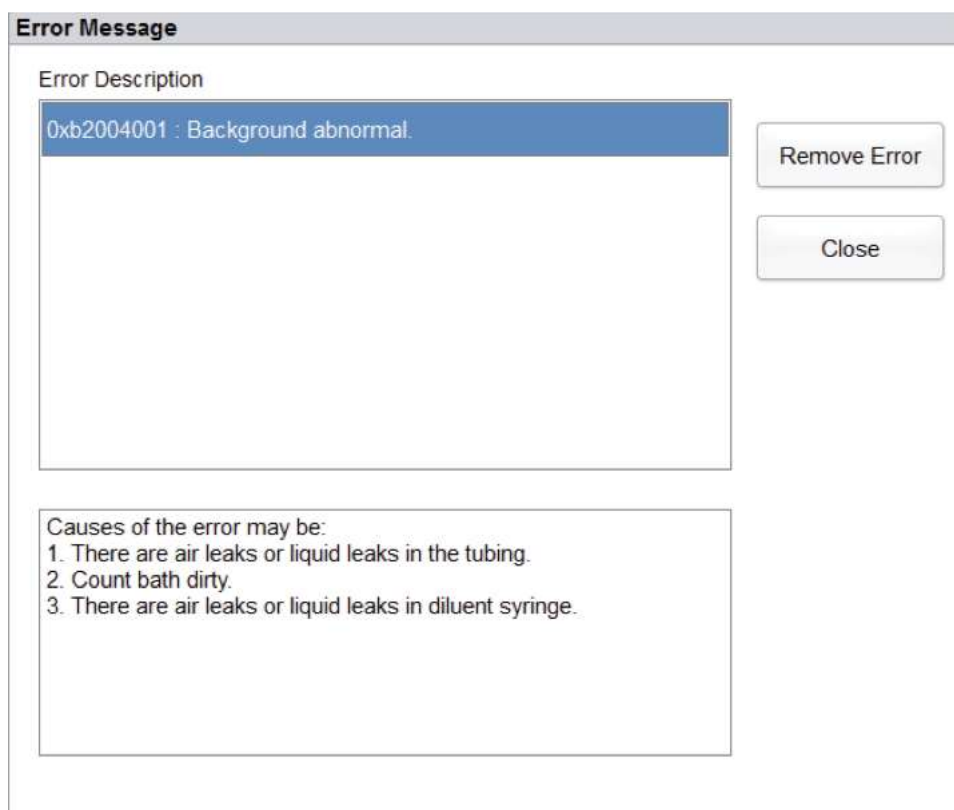 Error Message
Error Description
0xb2004001 : Background abnormal.
Remove Error
Close
Causes of the error may be:
1. There are air leaks or liquid leaks in the tubing.
2. Count bath dirty.
3. There are air leaks or liquid leaks in diluent syringe.